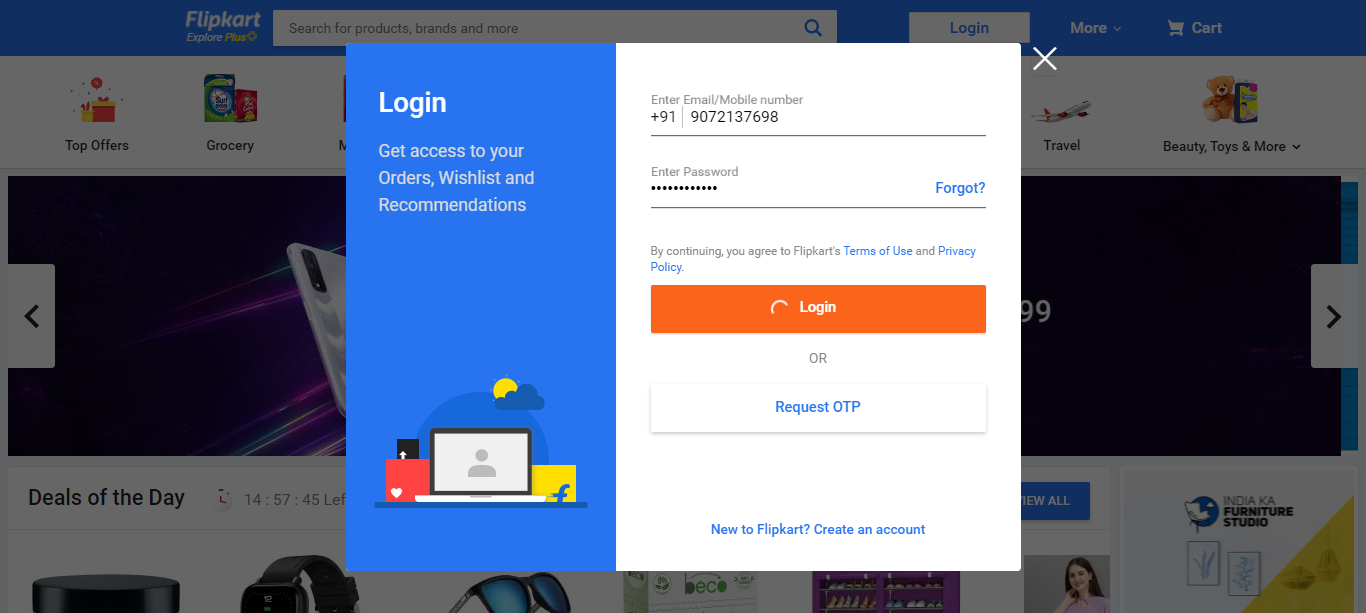 Flipkart
Explore Plus
Search for products, brands and more
Login
More
Cart
Top Offers
Grocery
Travel
Beauty, Toys & More
Login
Get access to your
Orders, Wishlist and
Recommendations
Enter Email/Mobile number
+91 9072137698
Enter Password
Forgot?
By continuing, you agree to Flipkart's Terms of Use and Privacy
Policy.
Login
OR
Request OTP
New to Flipkart? Create an account
99
Deals of the Day
14 : 57 : 45 Lef
VIEW ALL
INDIA KA
FURNITURE
STUDIO
beco